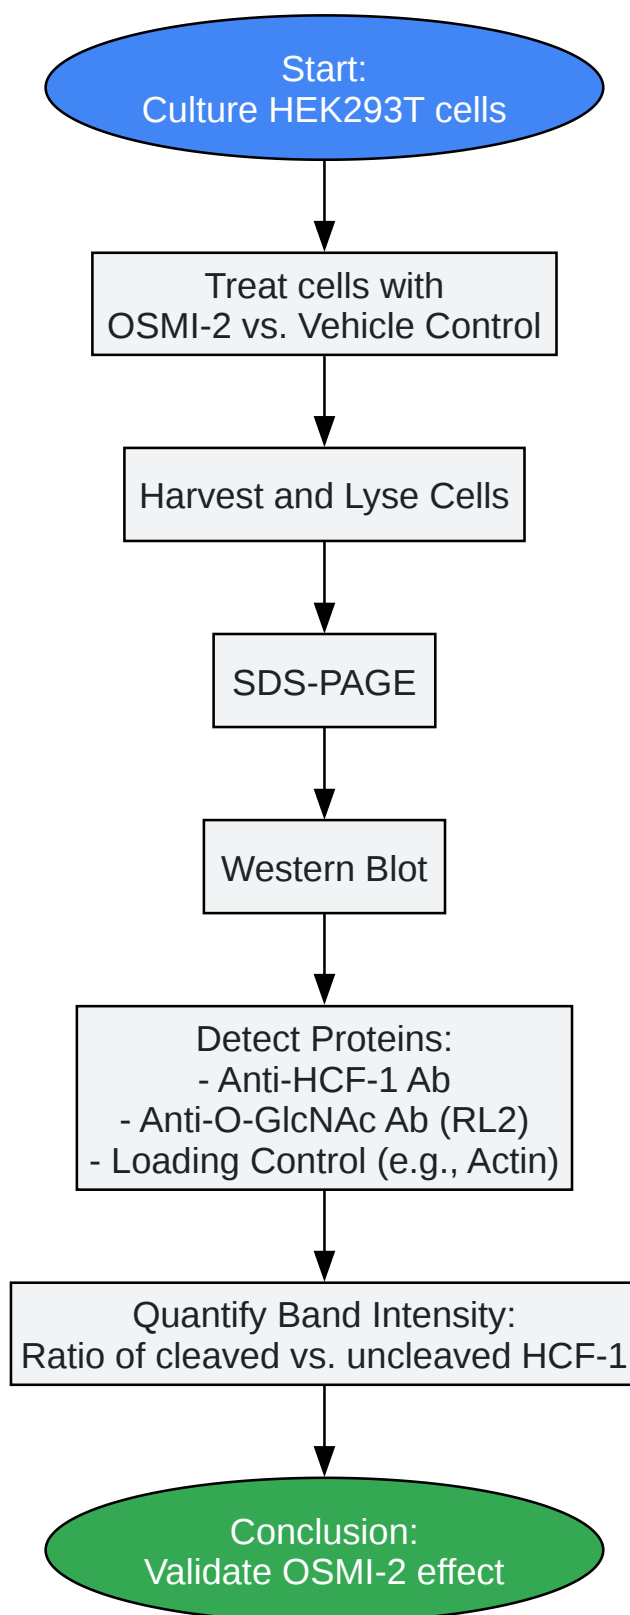 Start:
Culture HEK293T cells
Treat cells with
OSMI-2 vs. Vehicle Control
Harvest and Lyse Cells
SDS-PAGE
Western Blot
Detect Proteins:
- Anti-HCF-1 Ab
- Anti-O-GlcNAc Ab (RL2)
- Loading Control (e.g., Actin)
Quantify Band Intensity:
Ratio of cleaved vs. uncleaved HCF-1
Conclusion:
Validate OSMI-2 effect